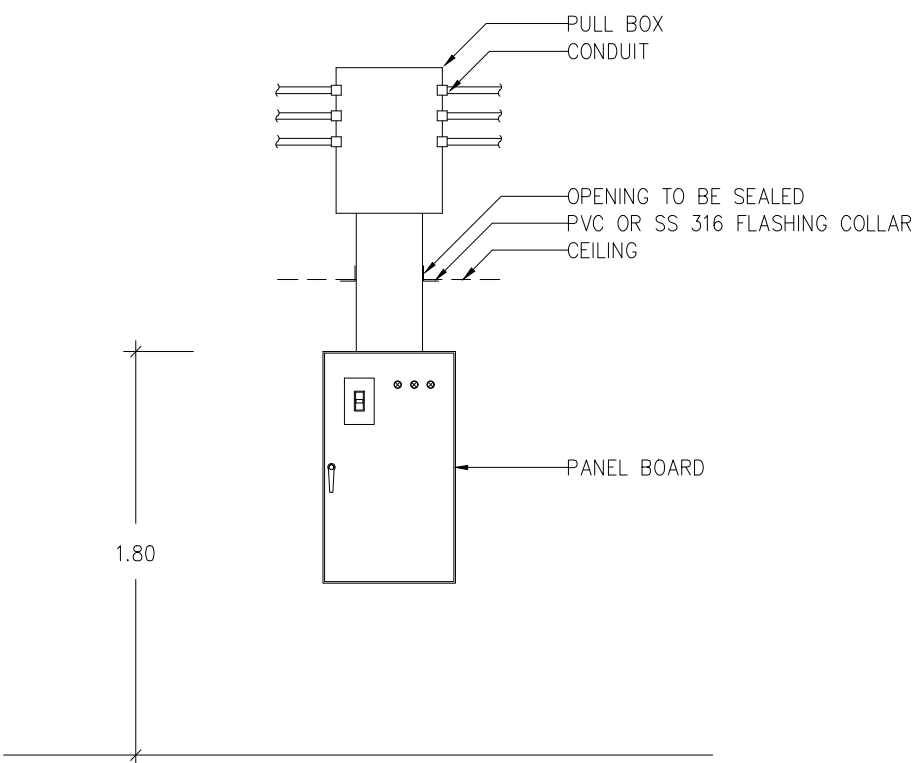 PULL BOX
CONDUIT
OPENING TO BE SEALED
PVC OR SS 316 FLASHING COLLAR
CEILING
PANEL BOARD
1.80